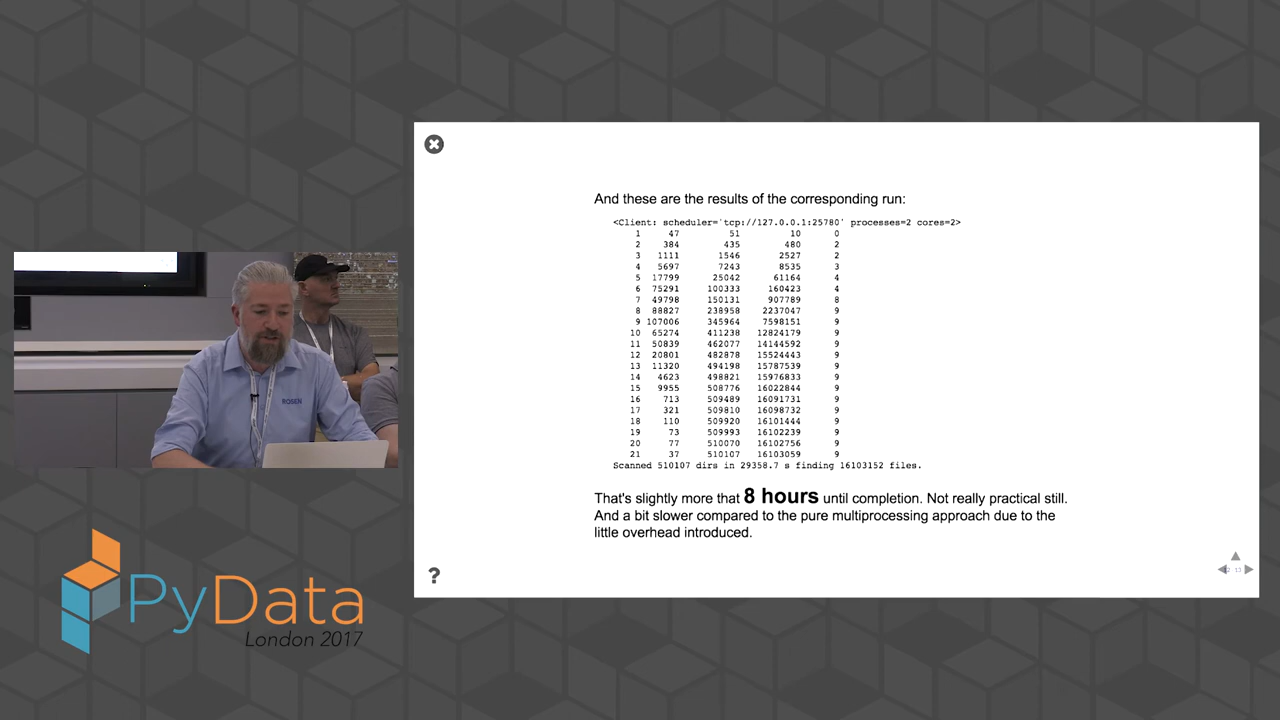 And these are the results of the corresponding run:
<Client: scheduler='tcp://127.0.0.1:25780' processes=2 cores=2>
1 47 51 10 0
2 384 435 480 2
3 1111 1546 2527 2
4 5697 7243 8535 3
5 17799 25042 61164 4
6 75291 100333 160423 4
7 49798 150131 907789 8
8 88827 238958 2237047 9
9 107006 345964 7598151 9
10 65274 411238 12824179 9
11 50839 462077 14144592 9
12 20801 482878 15524443 9
13 11320 494198 15787539 9
14 4623 498821 15976833 9
15 9955 508776 16022844 9
16 713 509489 16091731 9
17 321 509810 16098732 9
18 110 509920 16101444 9
19 73 509993 16102239 9
20 77 510070 16102756 9
21 37 510107 16103059 9
Scanned 510107 dirs in 29358.7 s finding 16103152 files.
That's slightly more that 8 hours until completion. Not really practical still.
And a bit slower compared to the pure multiprocessing approach due to the
little overhead introduced.
?
ROSEN
PyData
London 2017